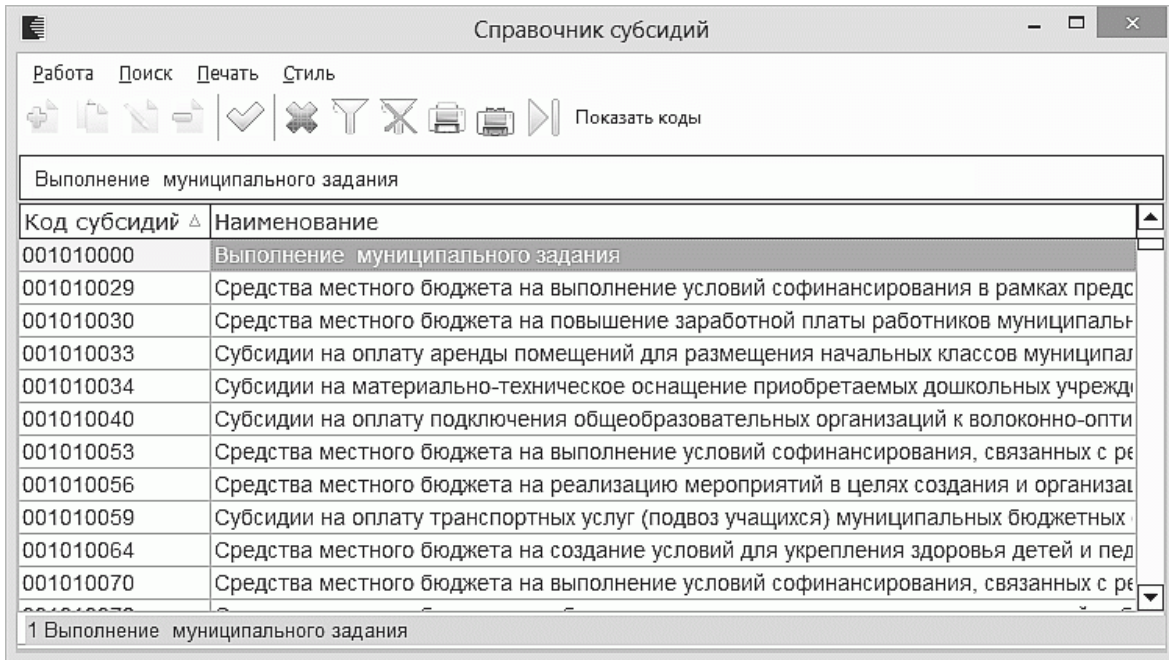 Справочник субсидий
Работа Поиск Печать Стиль
Показать коды
Выполнение муниципального задания
Код субсидий Наименование
001010000 Выполнение муниципального задания
001010029 Средства местного бюджета на выполнение условий софинансирования в рамках предс
001010030 Средства местного бюджета на повышение заработной платы работников муниципальн
001010033 Субсидии на оплату аренды помещений для размещения начальных классов муниципал
001010034 Субсидии на материально-техническое оснащение приобретаемых дошкольных учрежд
001010040 Субсидии на оплату подключения общеобразовательных организаций к волоконно-опти
001010053 Средства местного бюджета на выполнение условий софинансирования, связанных с ре
001010056 Средства местного бюджета на реализацию мероприятий в целях создания и организац
001010059 Субсидии на оплату транспортных услуг (подвоз учащихся) муниципальных бюджетных
001010064 Средства местного бюджета на создание условий для укрепления здоровья детей и пед
001010070 Средства местного бюджета на выполнение условий софинансирования, связанных с ре
1 Выполнение муниципального задания